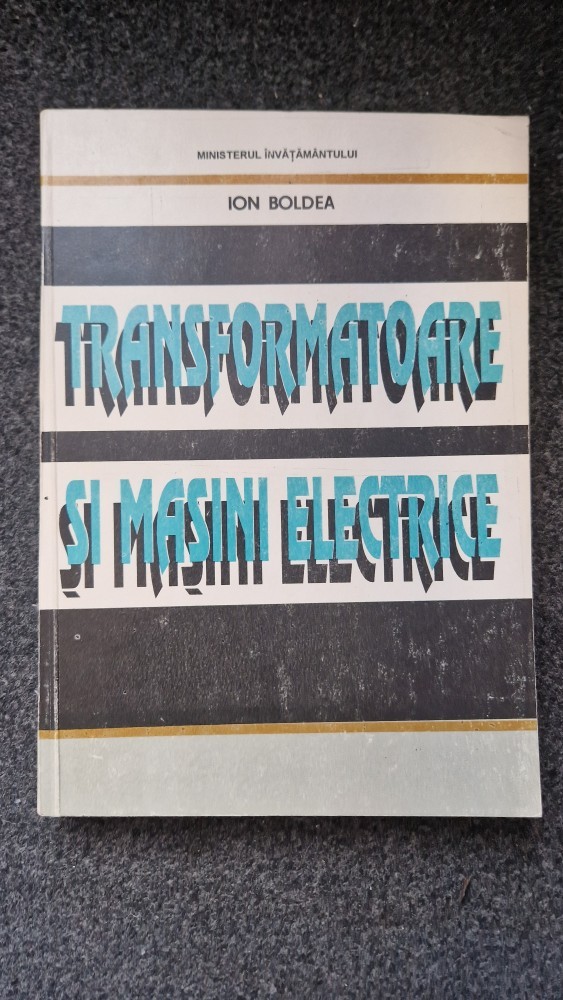 MINISTERUL ÎNVĂȚĂMÂNTULUI
ION BOLDEA
TRANSFORMATOARE
ȘI MAȘINI ELECTRICE